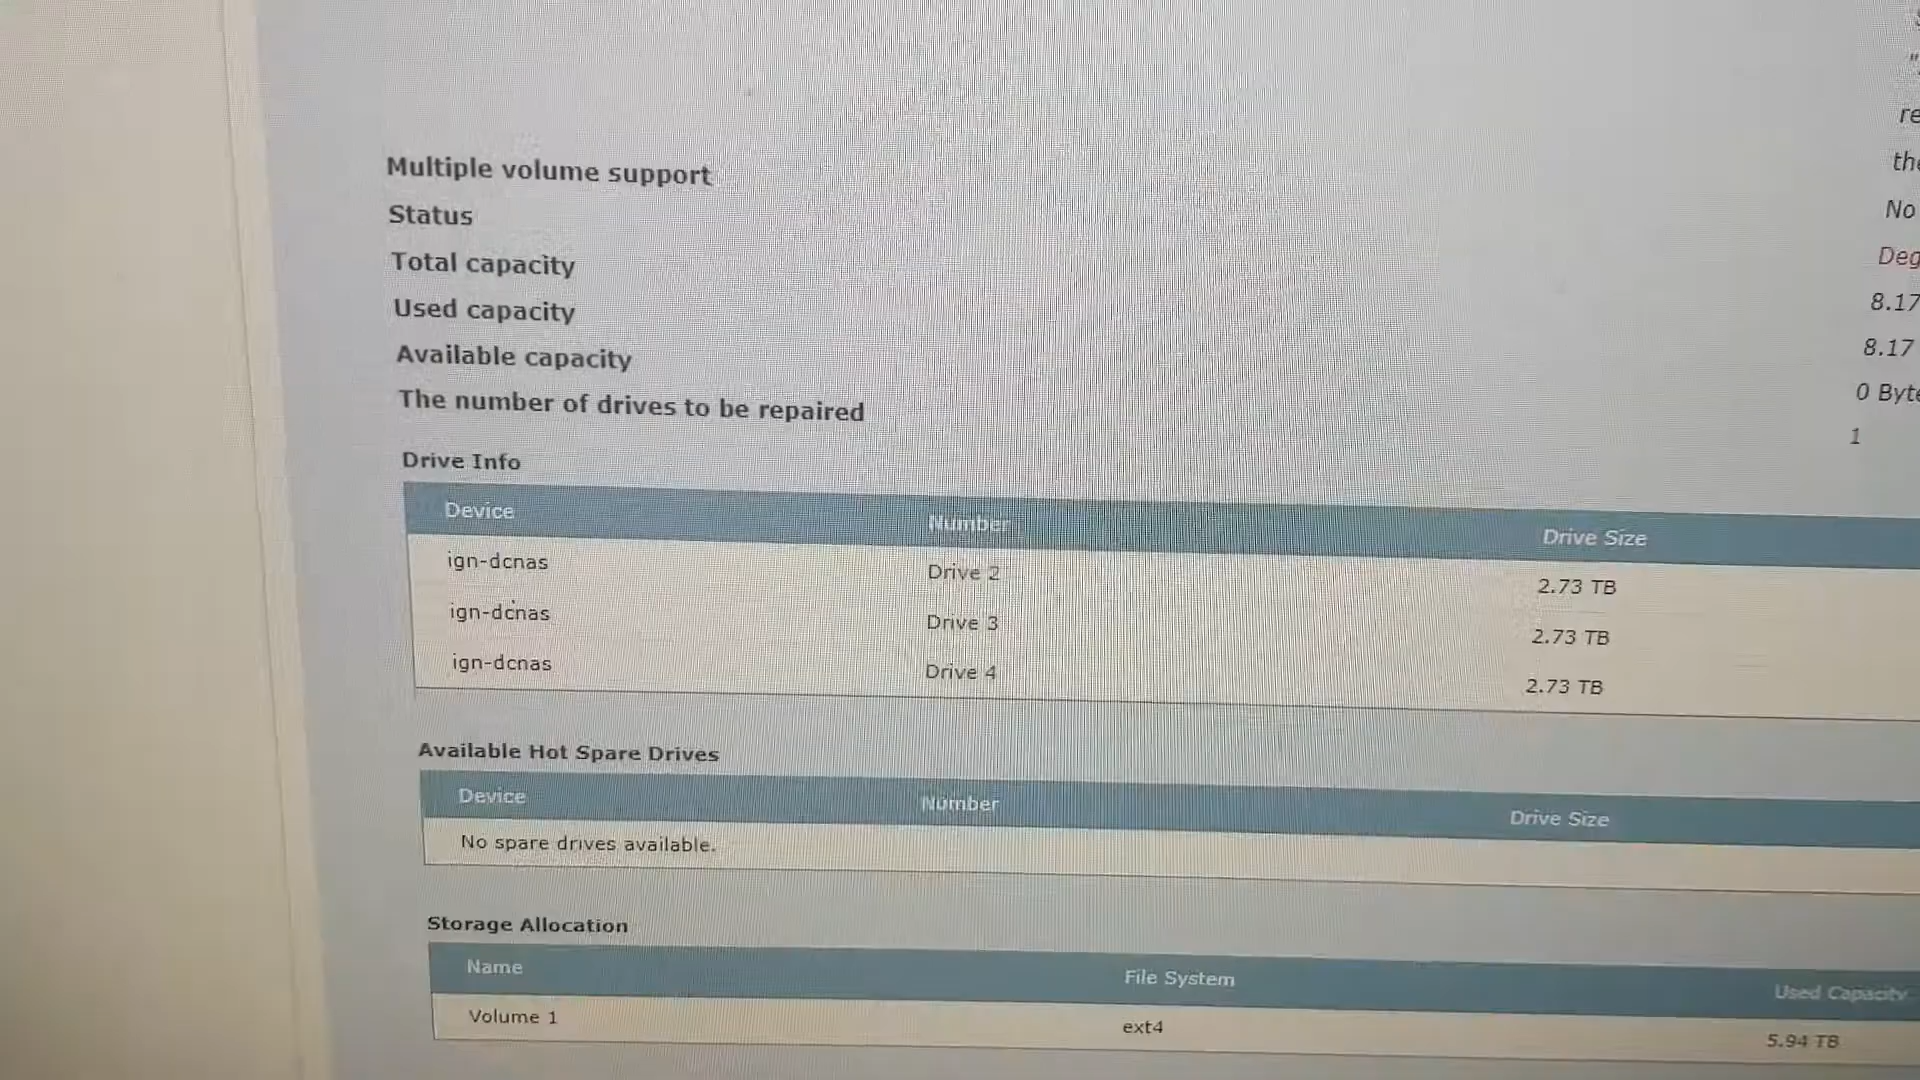 Multiple volume support No
Status Deg
Total capacity 8.17
Used capacity 8.17
Available capacity 0 Byte
The number of drives to be repaired 1
Drive Info
Device Number Drive Size
ign-dcnas Drive 2 2.73 TB
ign-dcnas Drive 3 2.73 TB
ign-dcnas Drive 4 2.73 TB
Available Hot Spare Drives
Device Number Drive Size
No spare drives available.
Storage Allocation
Name File System Used Capacity
Volume 1 ext4 5.94 TB